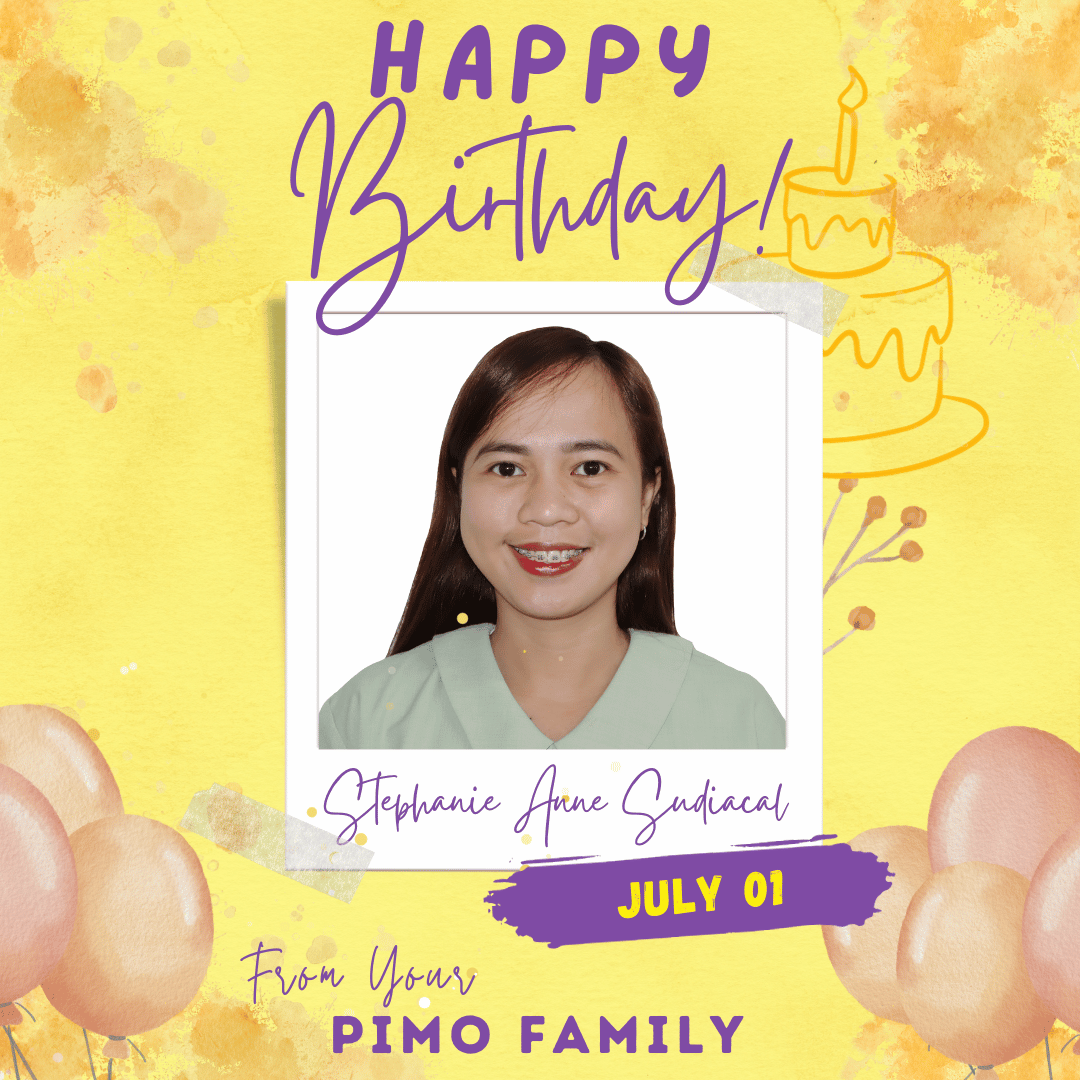 HAPPY
Birthday!
Stephanie Anne Sudiacal
JULY 01
From Your
PIMO FAMILY